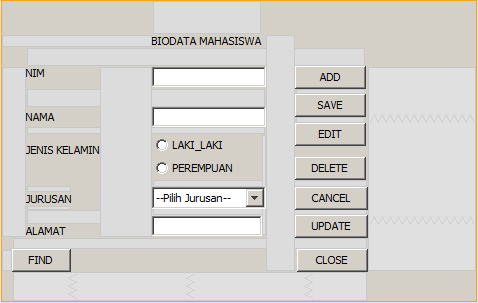 BIODATA MAHASISWA
NIM
ADD
SAVE
NAMA
EDIT
JENIS KELAMIN
LAKI_LAKI
PEREMPUAN
DELETE
JURUSAN
--Pilih Jurusan--
CANCEL
ALAMAT
UPDATE
FIND
CLOSE